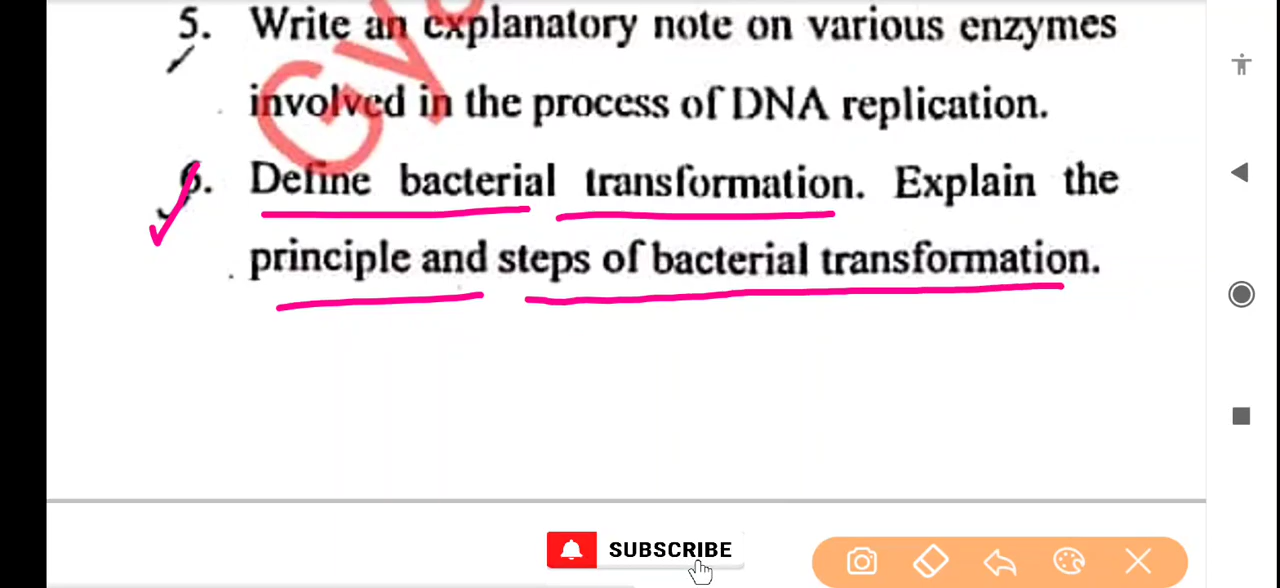 5. Write an explanatory note on various enzymes
involved in the process of DNA replication.
6. Define bacterial transformation. Explain the
principle and steps of bacterial transformation.
SUBSCRIBE